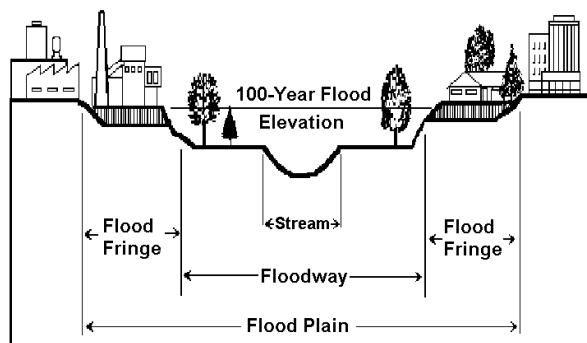 100-Year Flood
Elevation
Flood
Fringe
Stream
Flood
Fringe
Floodway
Flood Plain